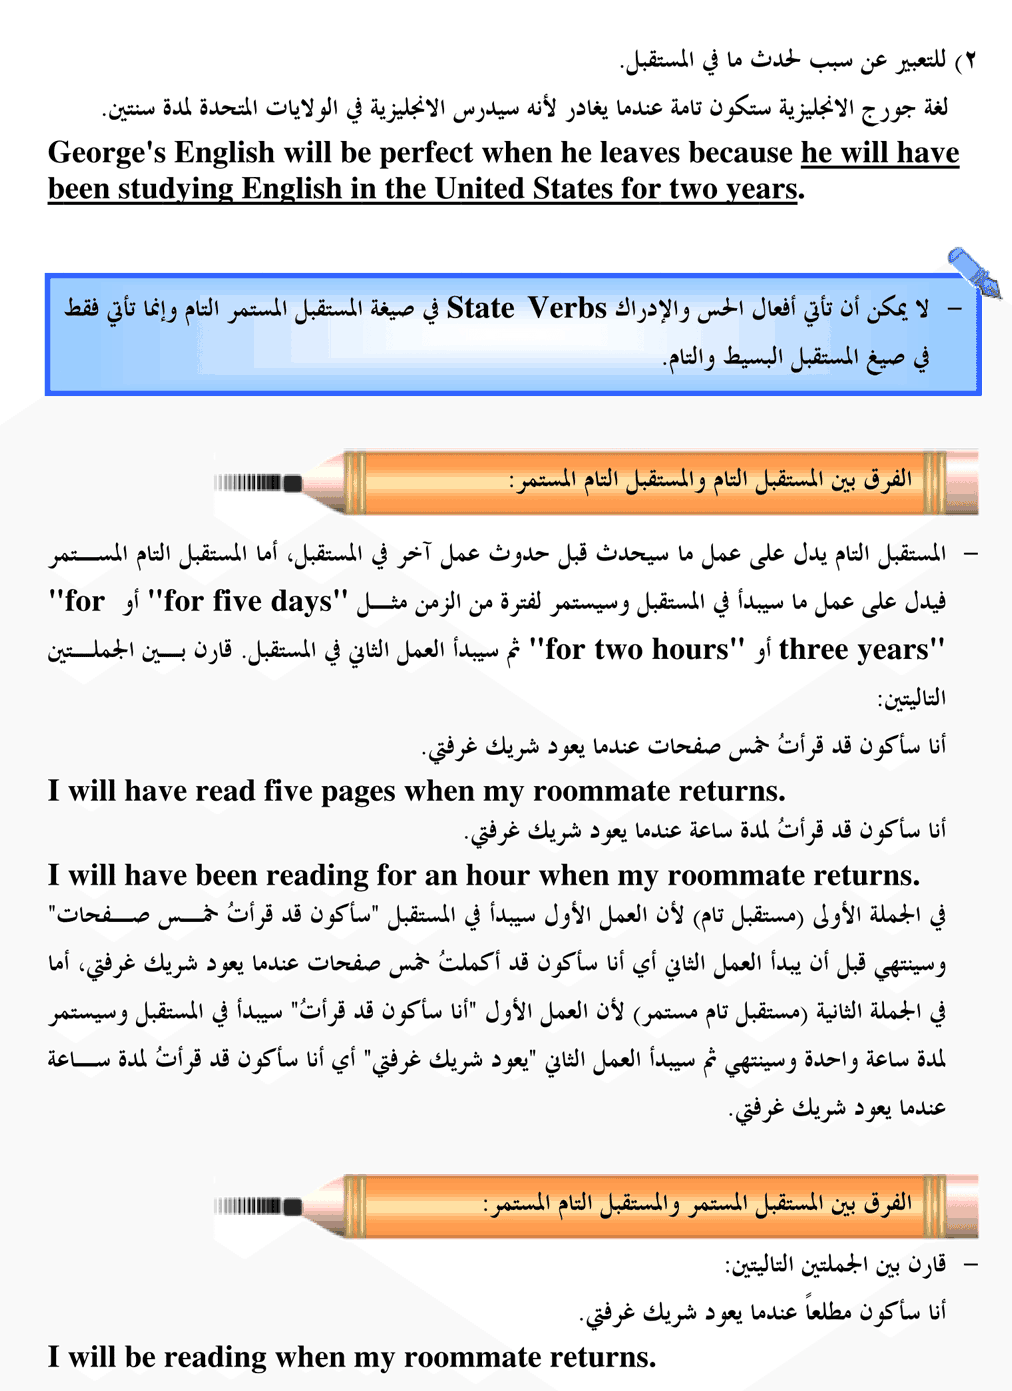 ٢) للتعبير عن سبب لحدث ما في المستقبل.
لغة جورج الانجليزية ستكون تامة عندما يغادر لأنه سيدرس الانجليزية في الولايات المتحدة لمدة سنتين.
George's English will be perfect when he leaves because he will have
been studying English in the United States for two years.
– لا يمكن أن تأتي أفعال الحس والإدراك State Verbs في صيغة المستقبل المستمر التام وإنما تأتي فقط
في صيغ المستقبل البسيط والتام.
الفرق بين المستقبل التام والمستقبل التام المستمر:
– المستقبل التام يدل على عمل ما سيحدث قبل حدوث عمل آخر في المستقبل، أما المستقبل التام المستمر
فيدل على عمل ما سيبدأ في المستقبل وسيستمر لفترة من الزمن مثل "for five days" أو "for
three years" أو "for two hours" ثم سيبدأ العمل الثاني في المستقبل. قارن بين الجملتين
التاليتين:
أنا سأكون قد قرأتُ خمس صفحات عندما يعود شريك غرفتي.
I will have read five pages when my roommate returns.
أنا سأكون قد قرأتُ لمدة ساعة عندما يعود شريك غرفتي.
I will have been reading for an hour when my roommate returns.
في الجملة الأولى (مستقبل تام) لأن العمل الأول سيبدأ في المستقبل "سأكون قد قرأتُ خمس صفحات"
وسينتهي قبل أن يبدأ العمل الثاني أي أنا سأكون قد أكملتُ خمس صفحات عندما يعود شريك غرفتي، أما
في الجملة الثانية (مستقبل تام مستمر) لأن العمل الأول "أنا سأكون قد قرأتُ" سيبدأ في المستقبل وسيستمر
لمدة ساعة واحدة وسينتهي ثم سيبدأ العمل الثاني "يعود شريك غرفتي" أي أنا سأكون قد قرأتُ لمدة ساعة
عندما يعود شريك غرفتي.
الفرق بين المستقبل المستمر والمستقبل التام المستمر:
– قارن بين الجملتين التاليتين:
أنا سأكون مطلعاً عندما يعود شريك غرفتي.
I will be reading when my roommate returns.